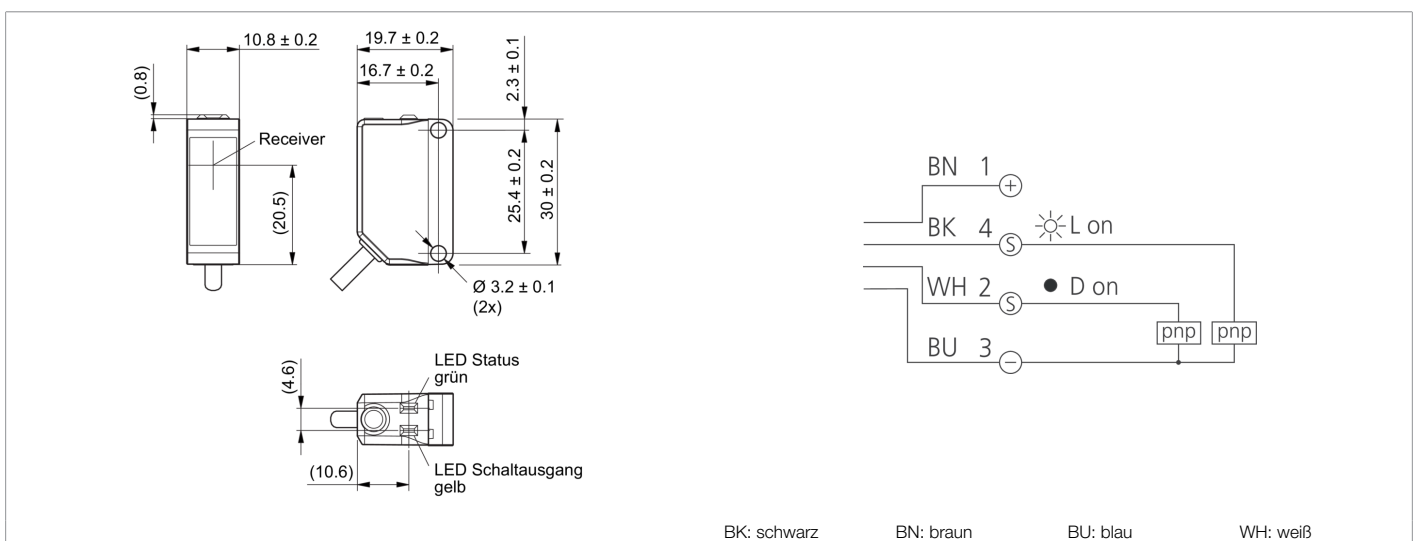 10.8 ± 0.2
(0.8)
Receiver
(20.5)
19.7 ± 0.2
16.7 ± 0.2
2.3 ± 0.1
25.4 ± 0.2
30 ± 0.2
Ø 3.2 ± 0.1
(2x)
(4.6)
(10.6)
LED Status
grün
LED Schaltausgang
gelb
BN 1 +
BK 4 S L on
WH 2 S D on
pnp pnp
BU 3 −
BK: schwarz BN: braun BU: blau WH: weiß